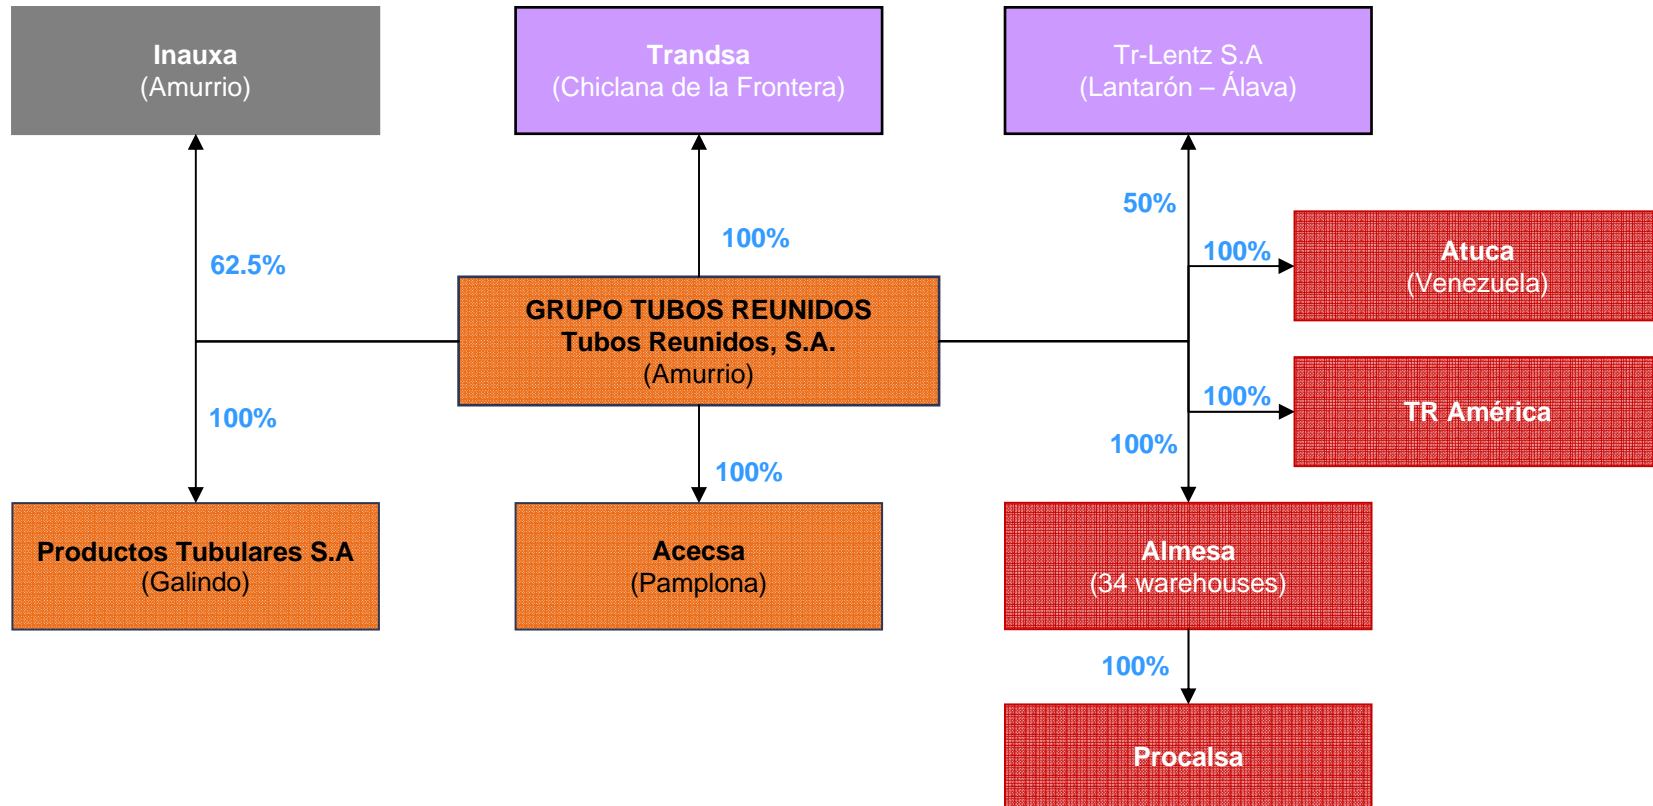 Inauxa
(Amurrio)
Trandsa
(Chiclana de la Frontera)
Tr-Lentz S.A
(Lantarón – Álava)
50%
100%
62.5%
100%
Atuca
(Venezuela)
GRUPO TUBOS REUNIDOS
Tubos Reunidos, S.A.
(Amurrio)
100%
TR América
100%
100%
100%
Productos Tubulares S.A
(Galindo)
Acecsa
(Pamplona)
Almesa
(34 warehouses)
100%
Procalsa